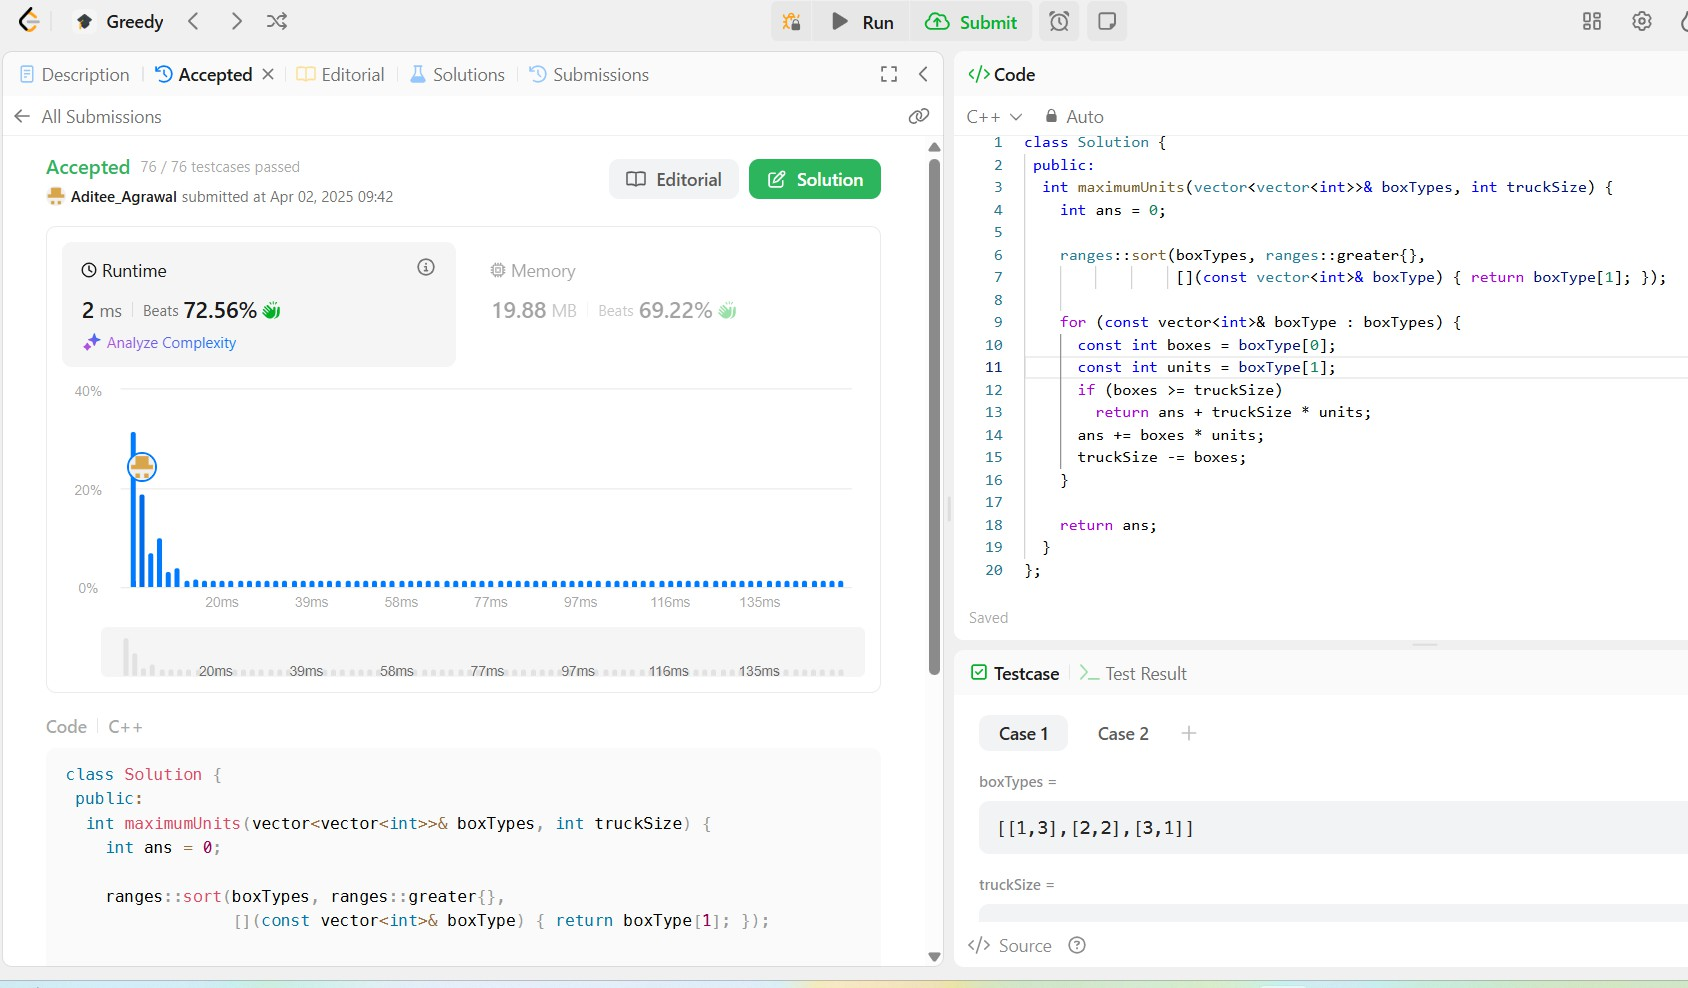 Greedy
Run
Submit
Description
Accepted
Editorial
Solutions
Submissions
All Submissions
Accepted 76 / 76 testcases passed
Aditee_Agrawal submitted at Apr 02, 2025 09:42
Editorial
Solution
Runtime
2 ms Beats 72.56%
Analyze Complexity
Memory
19.88 MB Beats 69.22%
40%
20%
0%
20ms 39ms 58ms 77ms 97ms 116ms 135ms
20ms 39ms 58ms 77ms 97ms 116ms 135ms
Code C++
class Solution {
public:
int maximumUnits(vector<vector<int>>& boxTypes, int truckSize) {
int ans = 0;
ranges::sort(boxTypes, ranges::greater{},
[](const vector<int>& boxType) { return boxType[1]; });
</> Code
C++ Auto
1 class Solution {
2 public:
3 int maximumUnits(vector<vector<int>>& boxTypes, int truckSize) {
4 int ans = 0;
5
6 ranges::sort(boxTypes, ranges::greater{},
7 [](const vector<int>& boxType) { return boxType[1]; });
8
9 for (const vector<int>& boxType : boxTypes) {
10 const int boxes = boxType[0];
11 const int units = boxType[1];
12 if (boxes >= truckSize)
13 return ans + truckSize * units;
14 ans += boxes * units;
15 truckSize -= boxes;
16 }
17
18 return ans;
19 }
20 };
Saved
Testcase
>_ Test Result
Case 1
Case 2
+
boxTypes =
[[1,3],[2,2],[3,1]]
truckSize =
</> Source ?